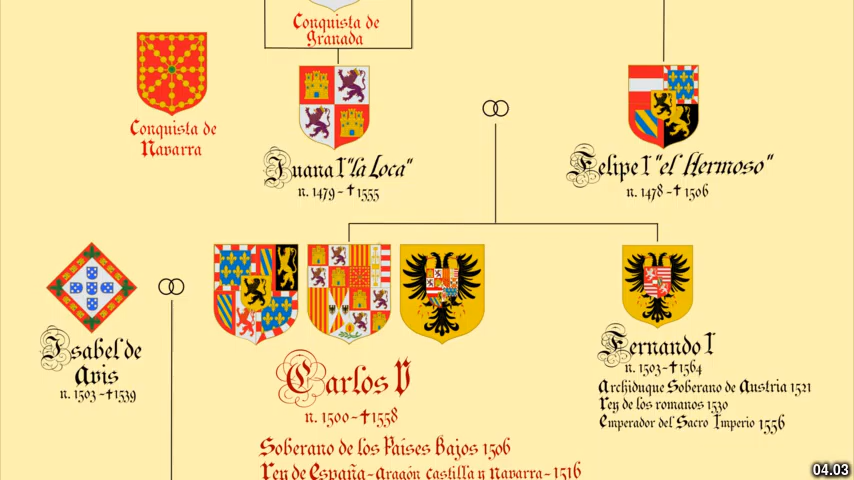 Conquista de
Granada
Conquista de
Navarra
Juana I "la Loca"
n. 1479 - ✝ 1555
Felipe I "el Hermoso"
n. 1478 - ✝ 1506
Isabel de
Avis
n. 1503 - ✝ 1539
Carlos V
n. 1500 - ✝ 1558
Soberano de los Países Bajos 1506
Rey de España - Aragón Castilla y Navarra - 1516
Fernando I
n. 1503 - ✝ 1564
Archiduque Soberano de Austria 1521
Rey de los romanos 1530
Emperador del Sacro Imperio 1556
04.03